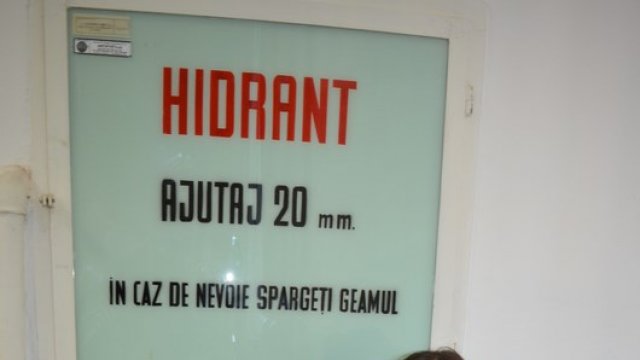 HIDRANT
AJUTAJ 20 mm.
ÎN CAZ DE NEVOIE SPARGEȚI GEAMUL